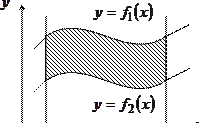 y
y = f₁(x)
y = f₂(x)